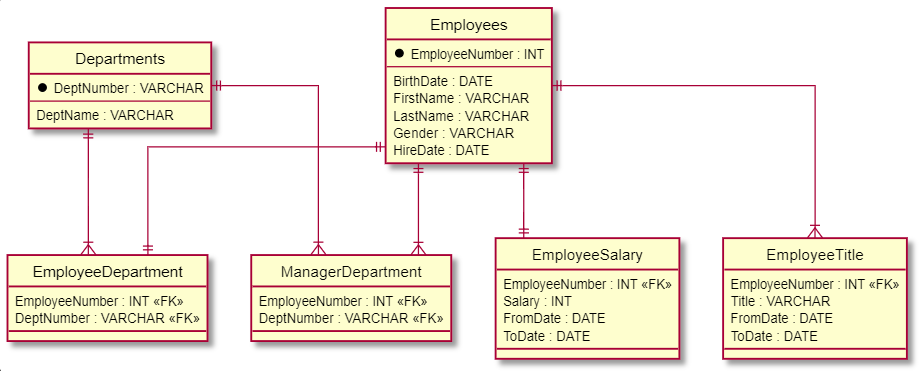 Employees
EmployeeNumber : INT
BirthDate : DATE
FirstName : VARCHAR
LastName : VARCHAR
Gender : VARCHAR
HireDate : DATE
Departments
DeptNumber : VARCHAR
DeptName : VARCHAR
EmployeeDepartment
EmployeeNumber : INT «FK»
DeptNumber : VARCHAR «FK»
ManagerDepartment
EmployeeNumber : INT «FK»
DeptNumber : VARCHAR «FK»
EmployeeSalary
EmployeeNumber : INT «FK»
Salary : INT
FromDate : DATE
ToDate : DATE
EmployeeTitle
EmployeeNumber : INT «FK»
Title : VARCHAR
FromDate : DATE
ToDate : DATE